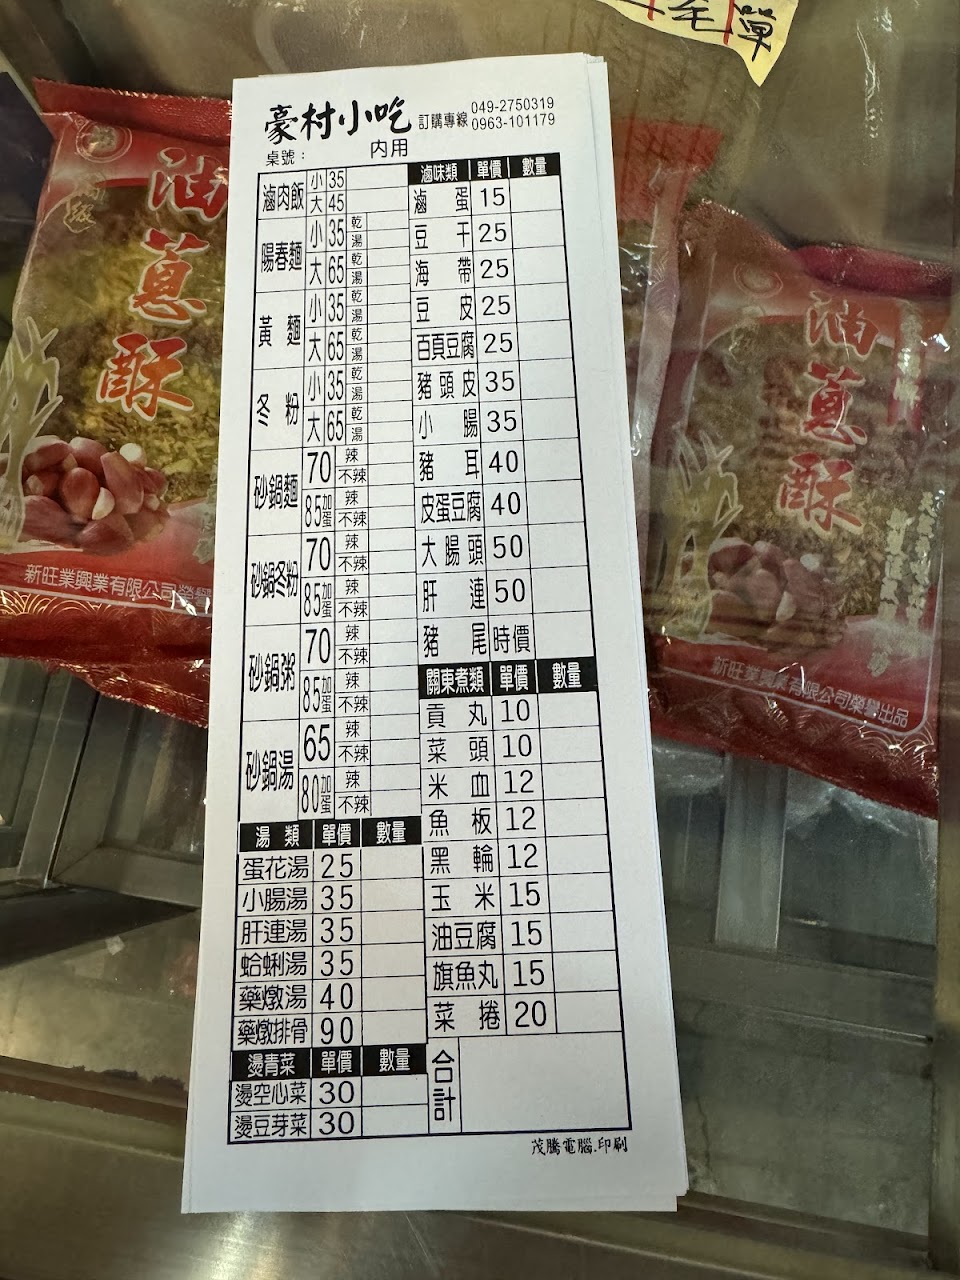 單
豪村小吃 訂購專線 049-2750319
0963-101179
桌號： 內用
滷肉飯 小 35
大 45
陽春麵 小 35 乾 湯
大 65 乾 湯
黃麵 小 35 乾 湯
大 65 乾 湯
冬粉 小 35 乾 湯
大 65 乾 湯
砂鍋麵 70 辣 不辣
85 加蛋 辣 不辣
砂鍋冬粉 70 辣 不辣
85 加蛋 辣 不辣
砂鍋粥 70 辣 不辣
85 加蛋 辣 不辣
砂鍋湯 65 辣 不辣
80 加蛋 辣 不辣
湯類 單價 數量
蛋花湯 25
小腸湯 35
肝連湯 35
蛤蜊湯 35
藥燉湯 40
藥燉排骨 90
燙青菜 單價 數量
燙空心菜 30
燙豆芽菜 30
滷味類 單價 數量
滷蛋 15
豆干 25
海帶 25
豆皮 25
百頁豆腐 25
豬頭皮 35
小腸 35
豬耳 40
皮蛋豆腐 40
大腸頭 50
肝連 50
豬尾 時價
關東煮類 單價 數量
貢丸 10
菜頭 10
米血 12
魚板 12
黑輪 12
玉米 15
油豆腐 15
旗魚丸 15
菜捲 20
合計
茂騰電腦.印刷
油蔥酥
新旺業興業有限公司榮譽
油蔥酥
新旺業興業有限公司榮譽出品